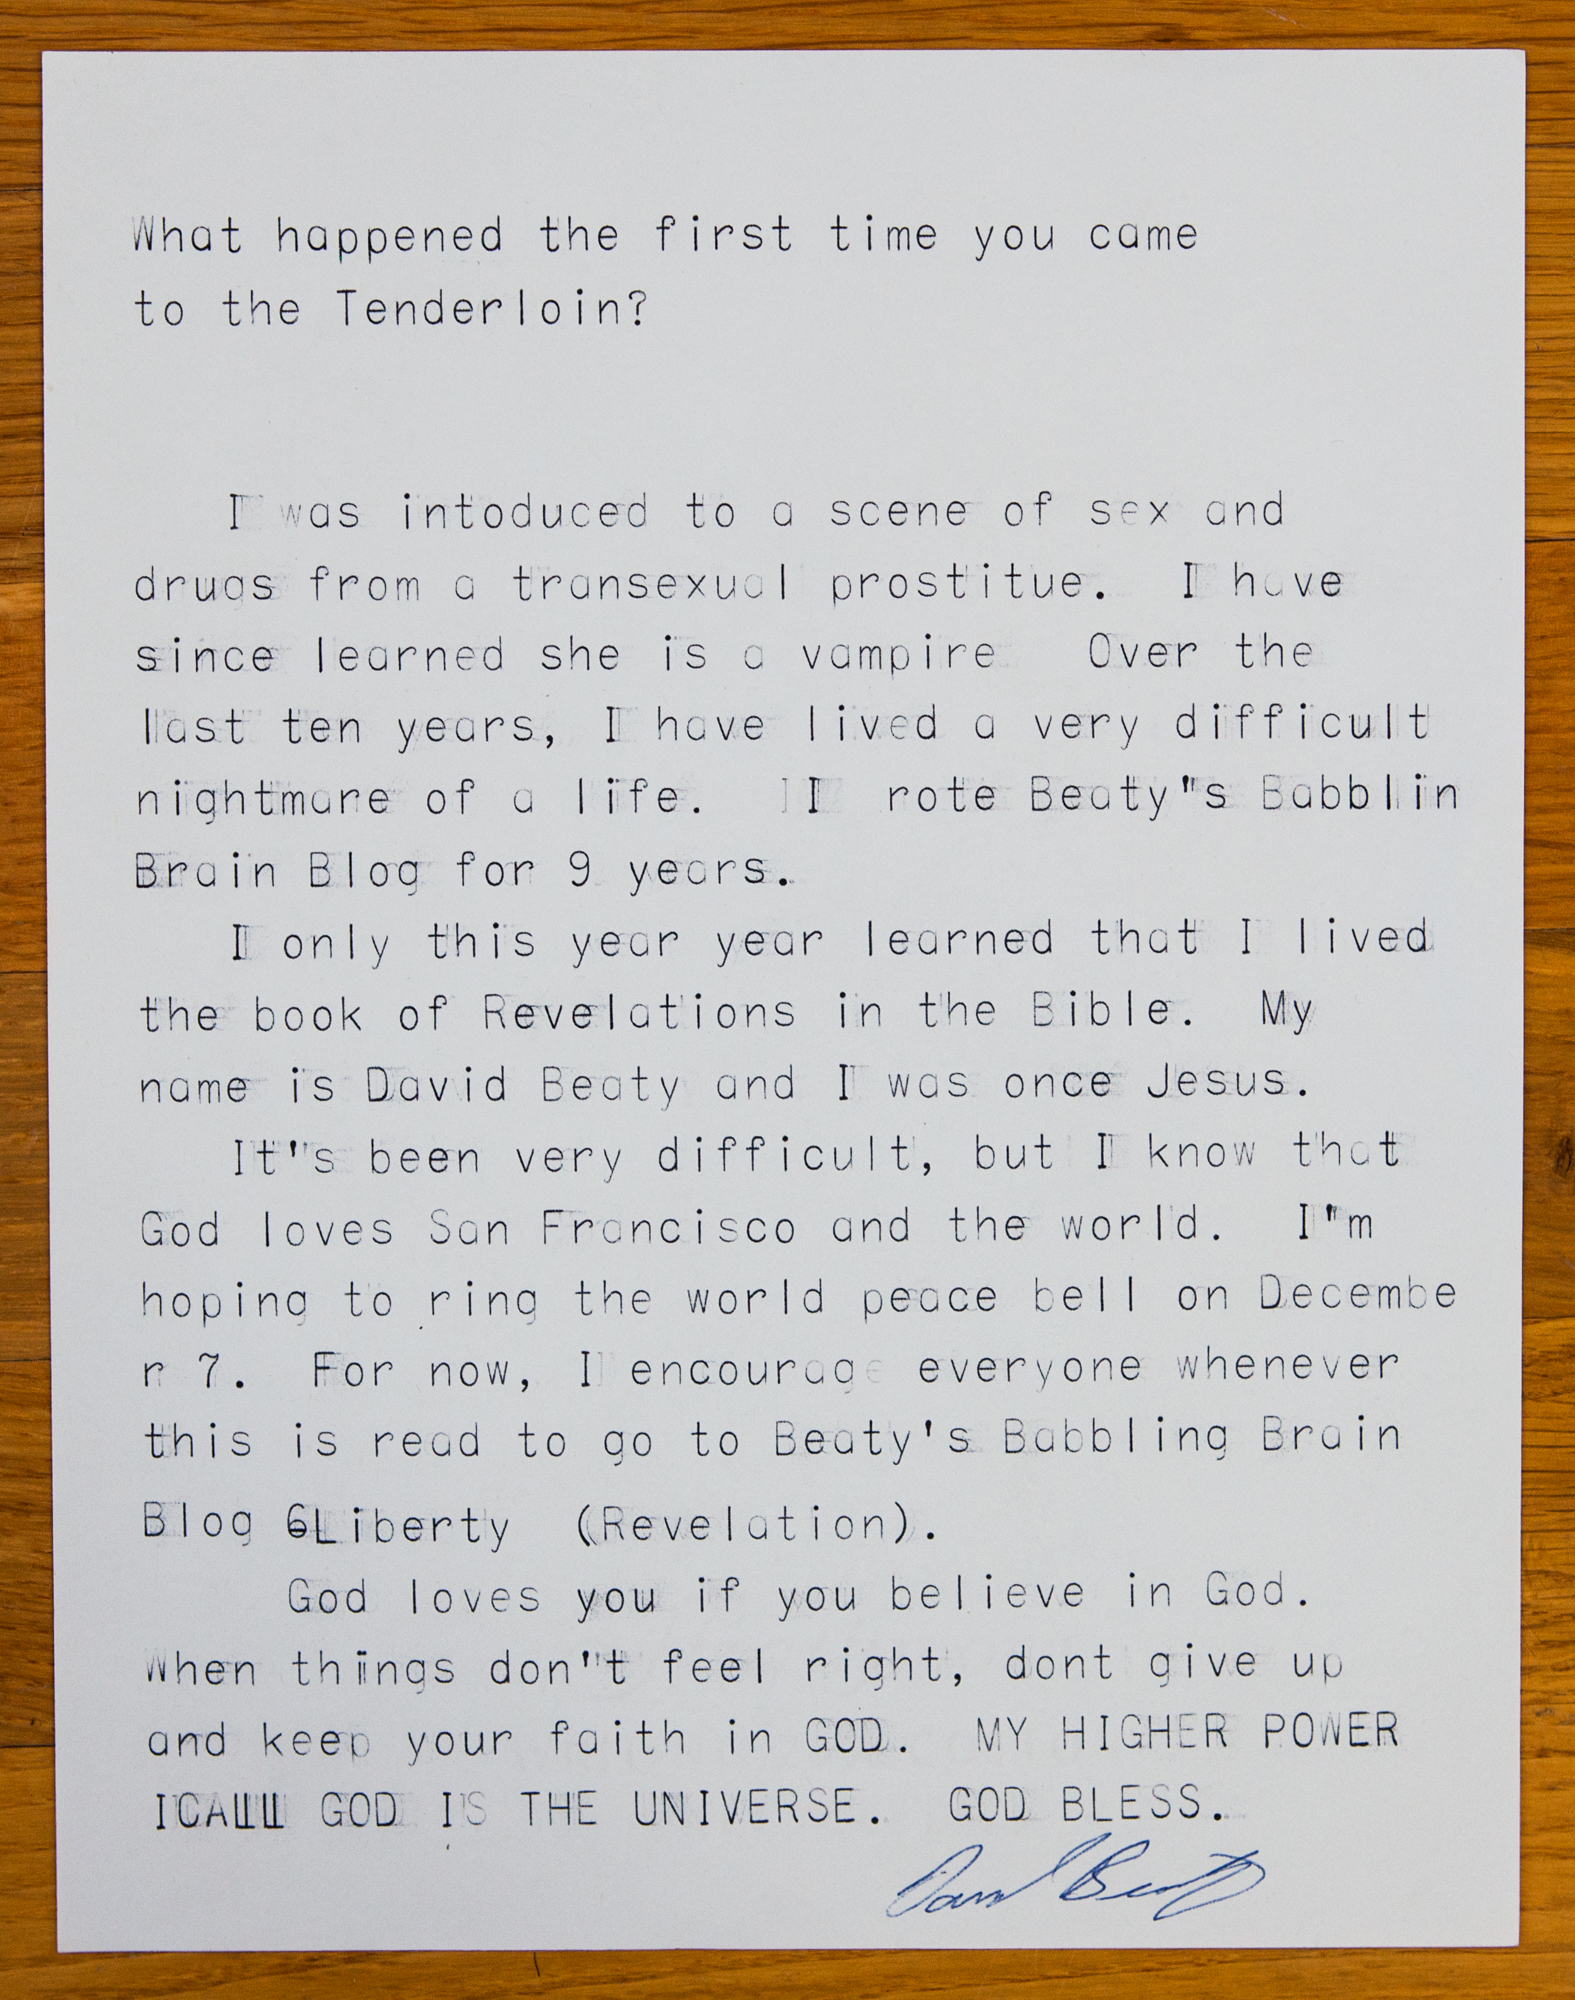 What happened the first time you came
to the Tenderloin?
I was intoduced to a scene of sex and
drugs from a transexual prostitue. I have
since learned she is a vampire Over the
last ten years, I have lived a very difficult
nightmare of a life. I rote Beaty"s Babblin
Brain Blog for 9 years.
I only this year year learned that I lived
the book of Revelations in the Bible. My
name is David Beaty and I was once Jesus.
It"s been very difficult, but I know that
God loves San Francisco and the world. I"m
hoping to ring the world peace bell on Decembe
r 7. For now, I encourage everyone whenever
this is read to go to Beaty's Babbling Brain
Blog 6Liberty (Revelation).
God loves you if you believe in God.
When thiings don't feel right, dont give up
and keep your faith in GOD. MY HIGHER POWER
ICALL GOD IS THE UNIVERSE. GOD BLESS.
David Beaty